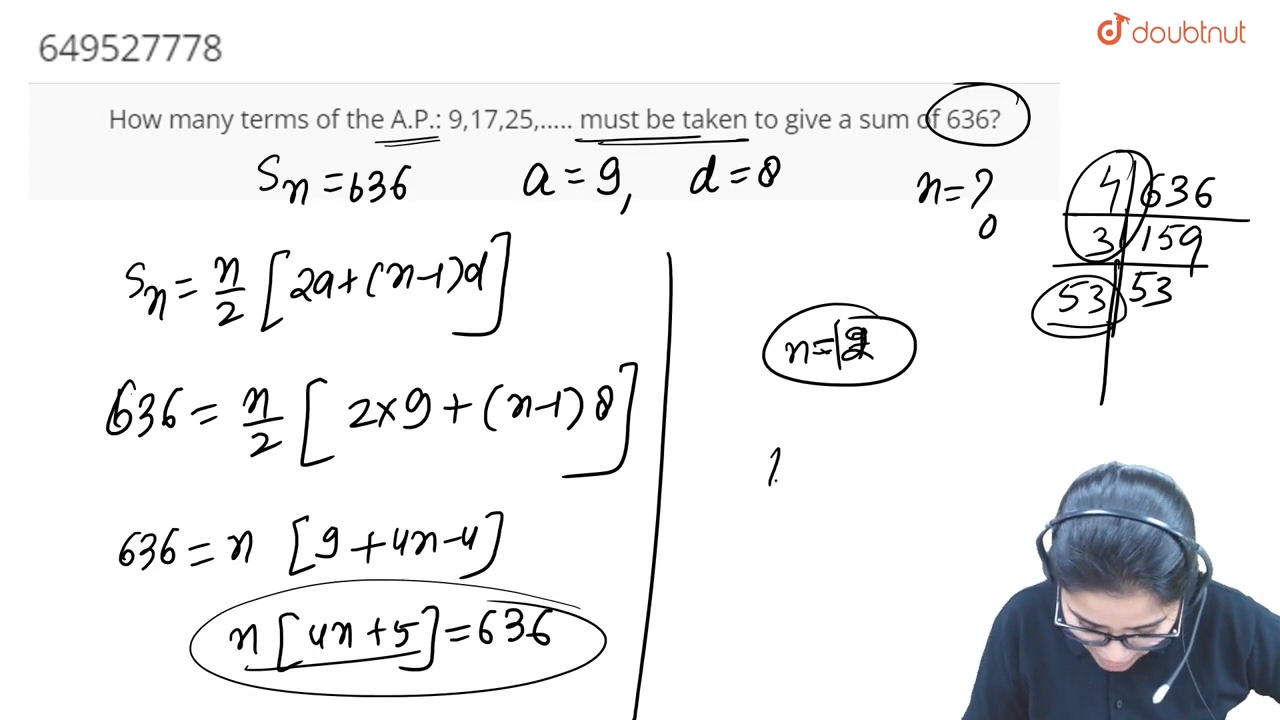 649527778
doubtnut
How many terms of the A.P.: 9,17,25,..... must be taken to give a sum of 636?
Sn = 636    a = 9,    d = 8    n = ?
Sn = n/2 [2a + (n-1)d]
636 = n/2 [2×9 + (n-1)8]
636 = n [9 + 4n - 4]
n [4n + 5] = 636
4 | 636
3 | 159
53 | 53
n =